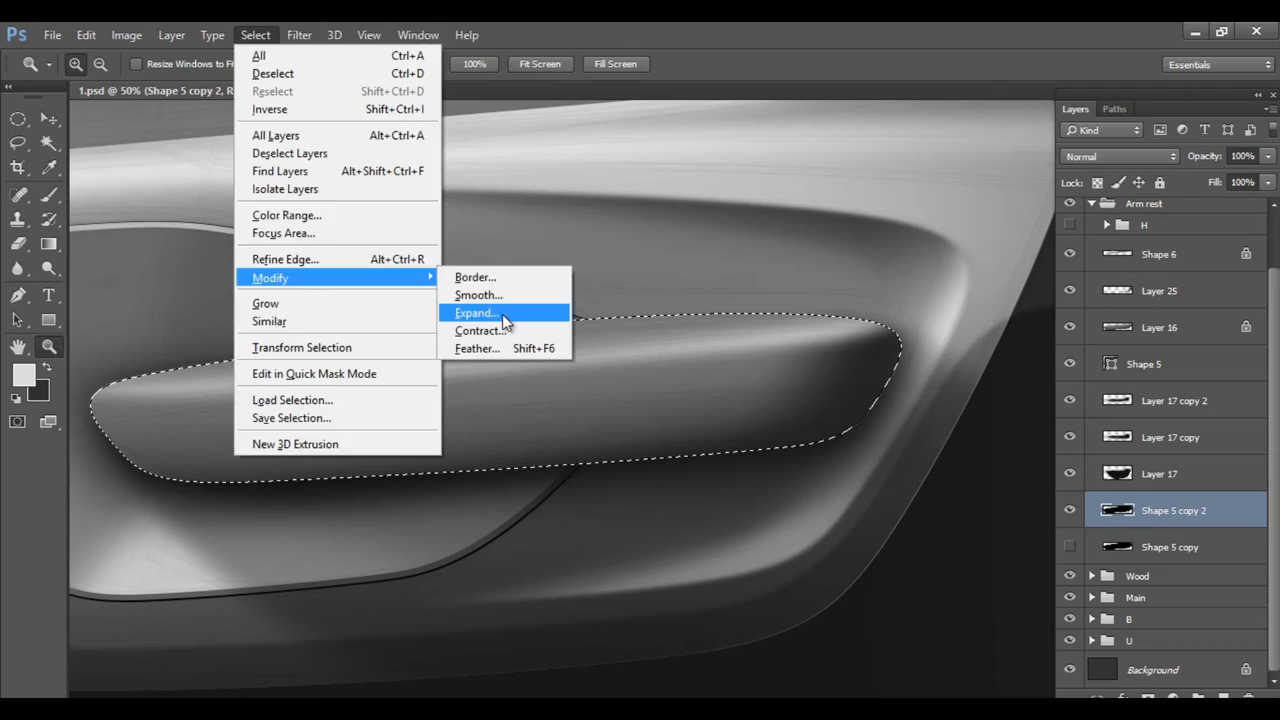 Ps File Edit Image Layer Type Select Filter 3D View Window Help
Resize Windows to Fi 100% Fit Screen Fill Screen Essentials
1.psd @ 50% (Shape 5 copy 2, R
All Ctrl+A
Deselect Ctrl+D
Reselect Shift+Ctrl+D
Inverse Shift+Ctrl+I
All Layers Alt+Ctrl+A
Deselect Layers
Find Layers Alt+Shift+Ctrl+F
Isolate Layers
Color Range...
Focus Area...
Refine Edge... Alt+Ctrl+R
Modify
Grow
Similar
Transform Selection
Edit in Quick Mask Mode
Load Selection...
Save Selection...
New 3D Extrusion
Border...
Smooth...
Expand...
Contract...
Feather... Shift+F6
Layers Paths
Kind
Normal Opacity: 100%
Lock: Fill: 100%
Arm rest
H
Shape 6
Layer 25
Layer 16
Shape 5
Layer 17 copy 2
Layer 17 copy
Layer 17
Shape 5 copy 2
Shape 5 copy
Wood
Main
B
U
Background